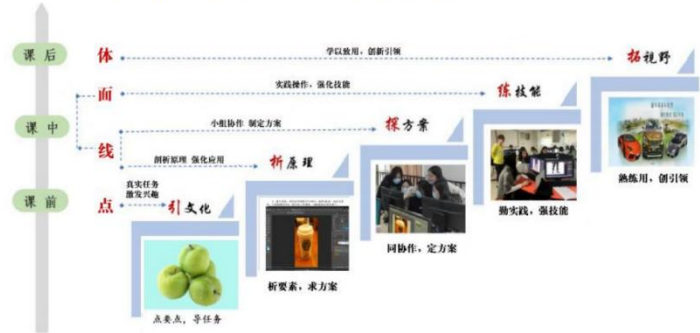 课后
体
学以致用，创新引领
拓视野
面
实践操作，强化技能
练技能
课中
小组协作 制定方案
探方案
线
剖析原理 强化应用
析原理
课前
点
真实任务
激发兴趣
引文化
熟练用，创引领
勤实践，强技能
同协作，定方案
析要素，求方案
点要点，导任务